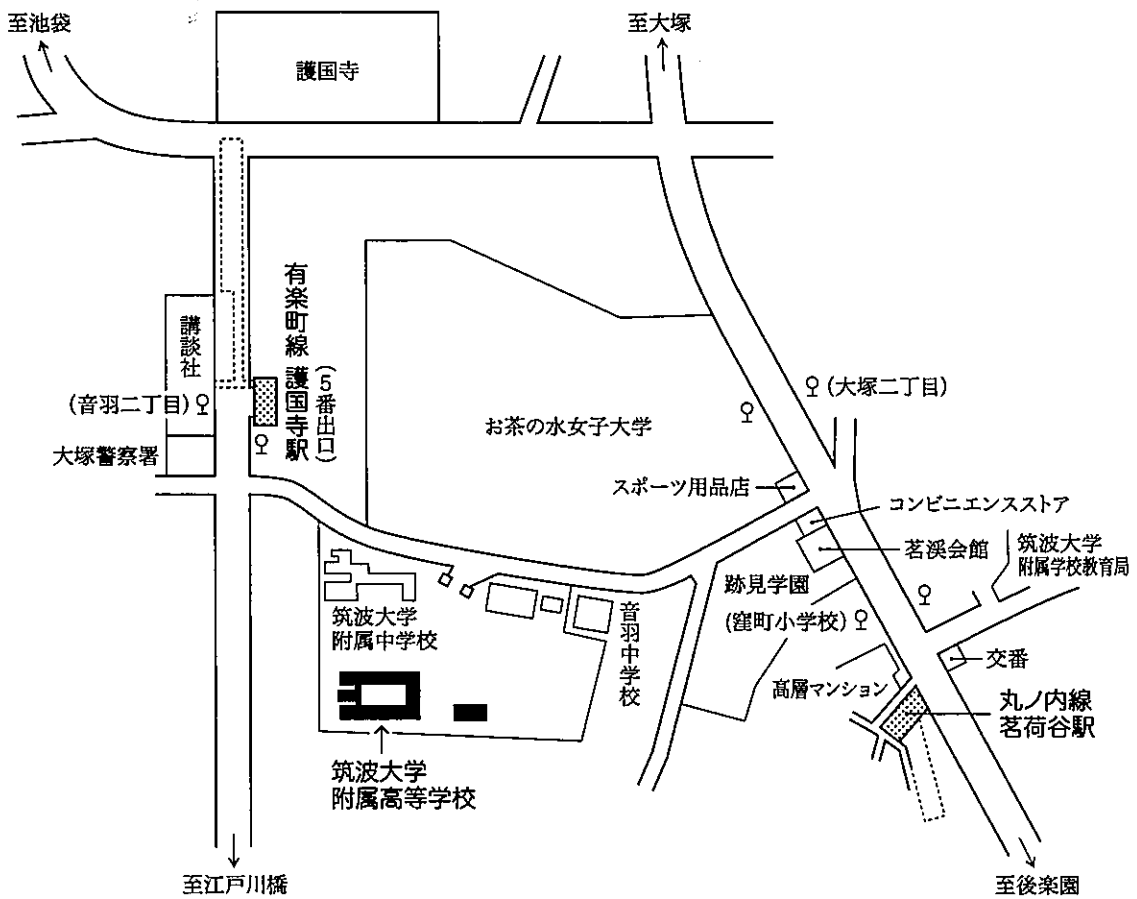 至池袋
至大塚
護国寺
有楽町線 護国寺駅
(5番出口)
講談社
(音羽二丁目)
大塚警察署
(大塚二丁目)
お茶の水女子大学
スポーツ用品店
コンビニエンスストア
茗渓会館
筑波大学
附属学校教育局
跡見学園
(窪町小学校)
筑波大学
附属中学校
音羽中学校
交番
高層マンション
丸ノ内線
茗荷谷駅
筑波大学
附属高等学校
至江戸川橋
至後楽園